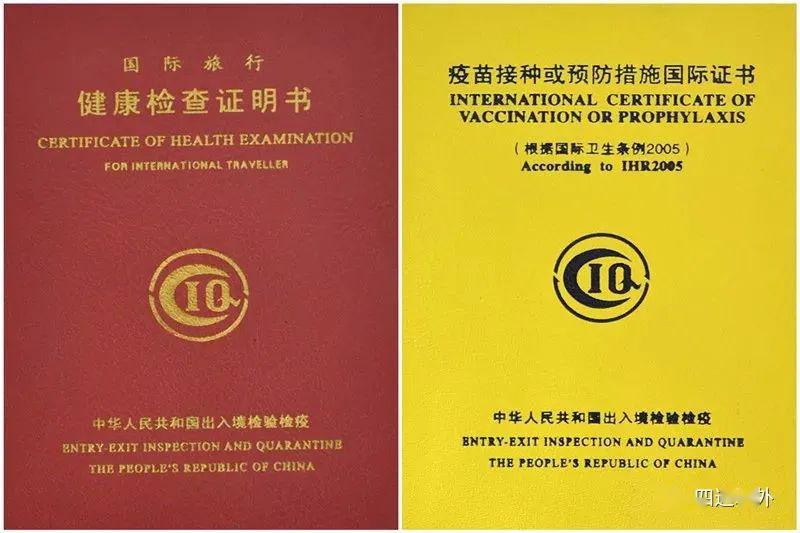 国际旅行
健康检查证明书
CERTIFICATE OF HEALTH EXAMINATION
FOR INTERNATIONAL TRAVELLER
CIQ
中华人民共和国出入境检验检疫
ENTRY-EXIT INSPECTION AND QUARANTINE
THE PEOPLE'S REPUBLIC OF CHINA
疫苗接种或预防措施国际证书
INTERNATIONAL CERTIFICATE OF
VACCINATION OR PROPHYLAXIS
(根据国际卫生条例2005)
According to IHR2005
CIQ
中华人民共和国出入境检验检疫
ENTRY-EXIT INSPECTION AND QUARANTINE
THE PEOPLE'S REPUBLIC OF CHINA